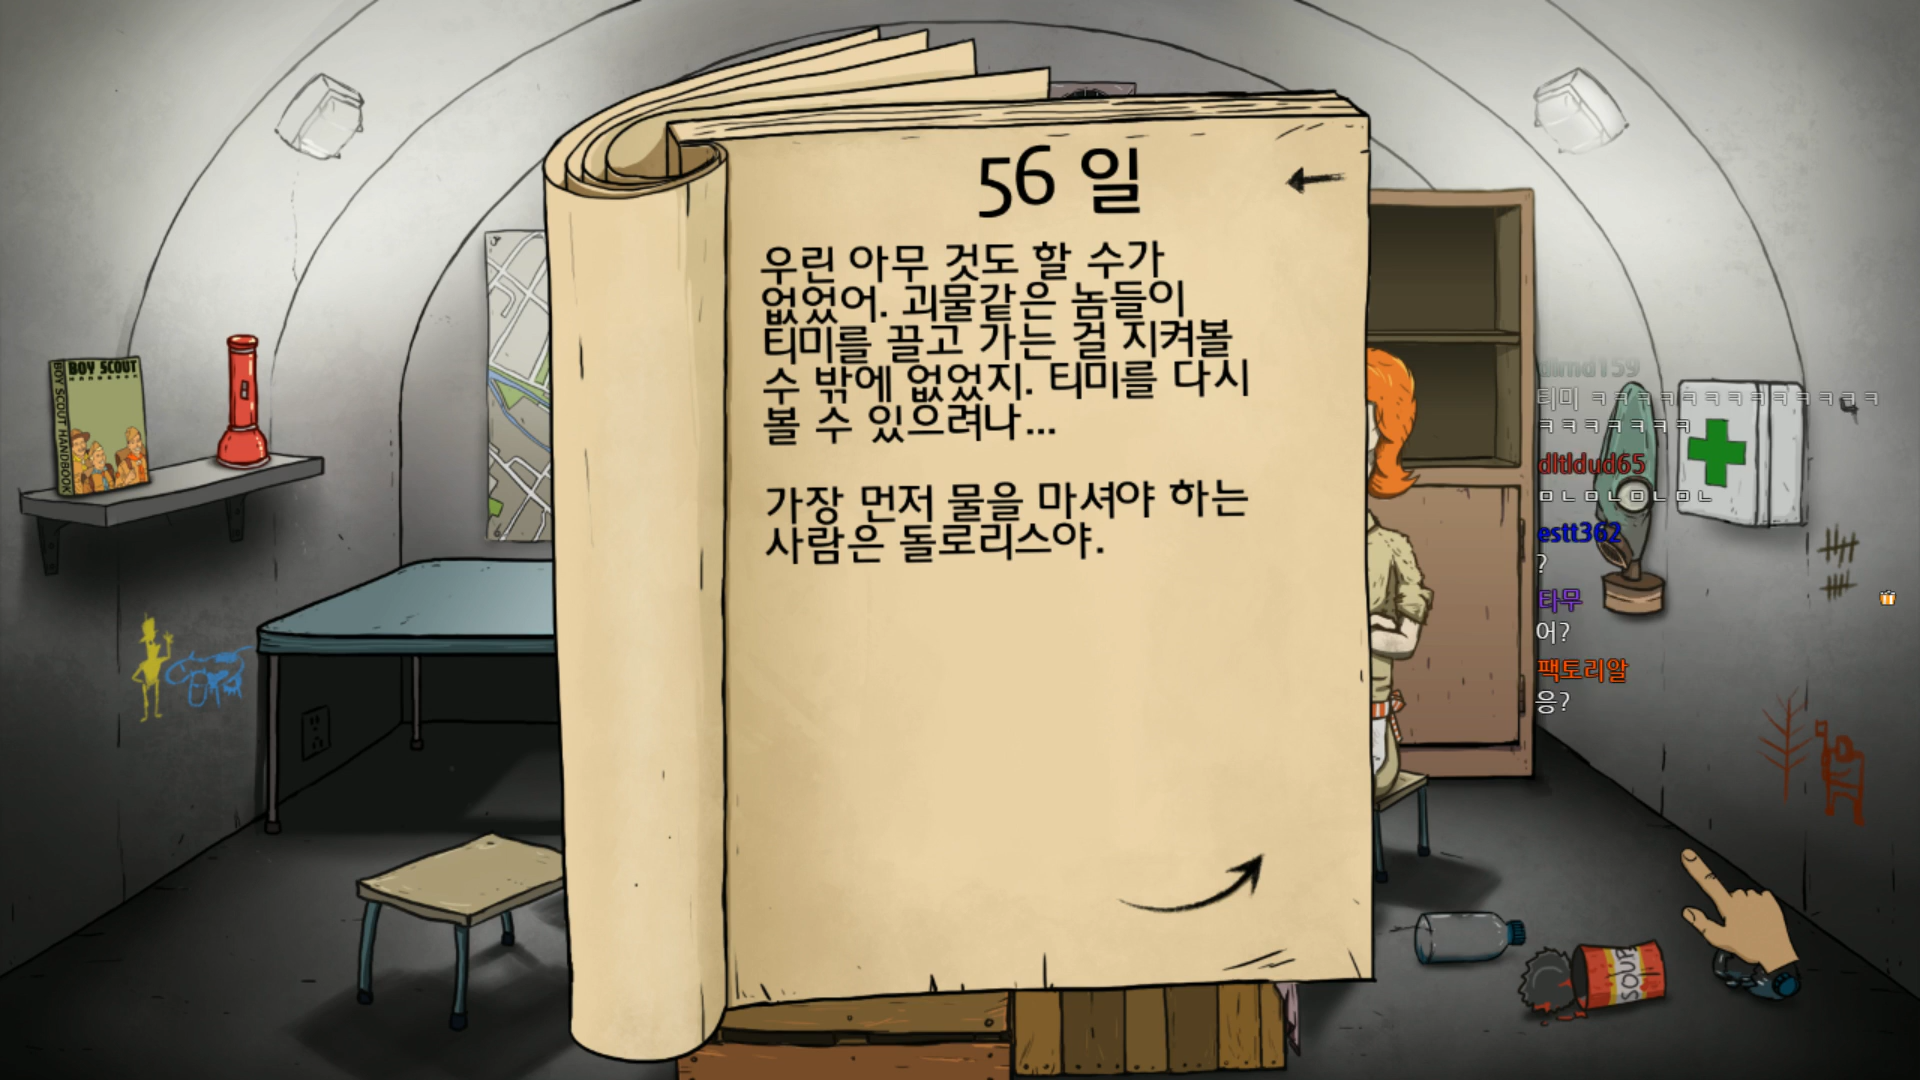 56 일
우린 아무 것도 할 수가
없었어. 괴물같은 놈들이
티미를 끌고 가는 걸 지켜볼
수 밖에 없었지. 티미를 다시
볼 수 있으려나...
가장 먼저 물을 마셔야 하는
사람은 돌로리스야.
BOY SCOUT
HANDBOOK
BOY SCOUT HANDBOOK
dlmd159
티미 ㅋㅋㅋㅋㅋㅋㅋㅋㅋㅋㅋㅋㅋ
ㅋㅋㅋㅋㅋㅋㅋ
dltldud65
ㅁㄴㅁㄴㅁㄴㅁㄴ
estt362
?
타무
어?
팩토리알
응?
SOUP